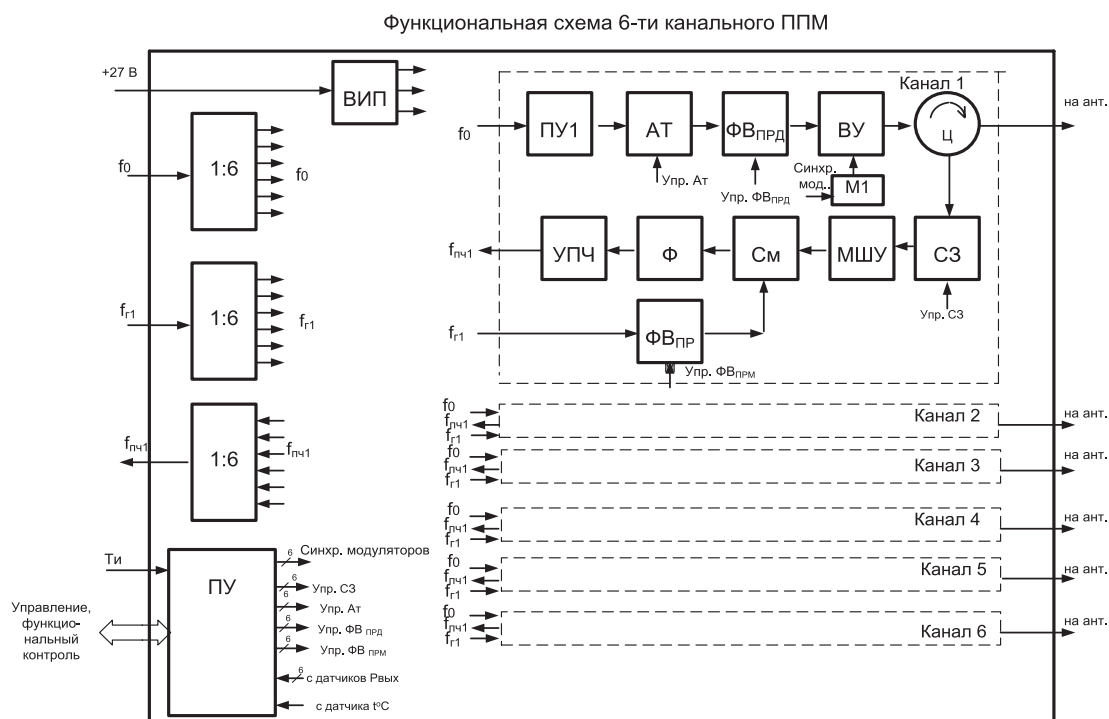 Функциональная схема 6-ти канального ППМ
+27 В
ВИП
f0
1:6
f0
fг1
1:6
fг1
fпч1
1:6
fпч1
Ти
Управление,
функцио-
нальный
контроль
ПУ
6
Синхр. модуляторов
6
Упр. СЗ
6
Упр. Ат
6
Упр. ФВ ПРД
6
Упр. ФВ ПРМ
6
с датчиков Рвых
с датчика t⁰C
Канал 1
f0
ПУ1
АТ
ФВПРД
ВУ
Ц
на ант.
Упр. Ат
Упр. ФВПРД
Синхр.
мод..
М1
fпч1
УПЧ
Ф
См
МШУ
СЗ
Упр. СЗ
fг1
ФВПР
Упр. ФВПРМ
f0
fпч1
fг1
Канал 2
на ант.
f0
fпч1
fг1
Канал 3
на ант.
f0
fпч1
fг1
Канал 4
на ант.
f0
fпч1
fг1
Канал 5
на ант.
f0
fпч1
fг1
Канал 6
на ант.